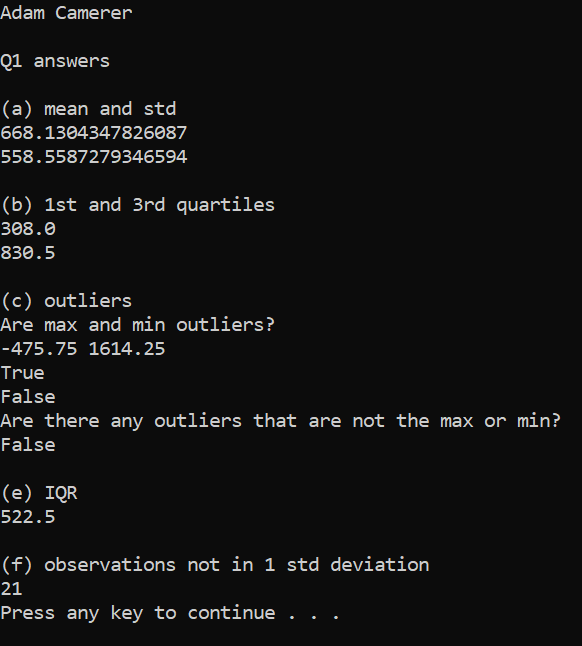 Adam Camerer
Q1 answers
(a) mean and std
668.1304347826087
558.5587279346594
(b) 1st and 3rd quartiles
308.0
830.5
(c) outliers
Are max and min outliers?
-475.75 1614.25
True
False
Are there any outliers that are not the max or min?
False
(e) IQR
522.5
(f) observations not in 1 std deviation
21
Press any key to continue . . .